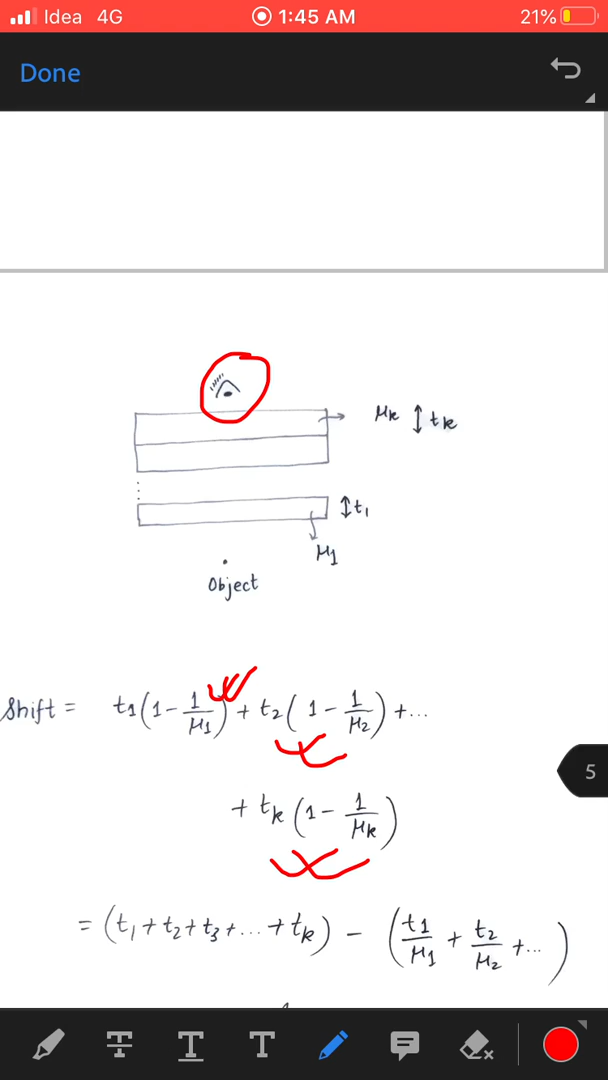 Idea 4G 1:45 AM 21%
Done
μk ↕ tk
↕ t1
μ1
Object
Shift = t1(1 - 1/μ1) + t2(1 - 1/μ2) + ...
+ tk(1 - 1/μk)
5
= (t1 + t2 + t3 + ... + tk) - (t1/μ1 + t2/μ2 + ...)
T T T